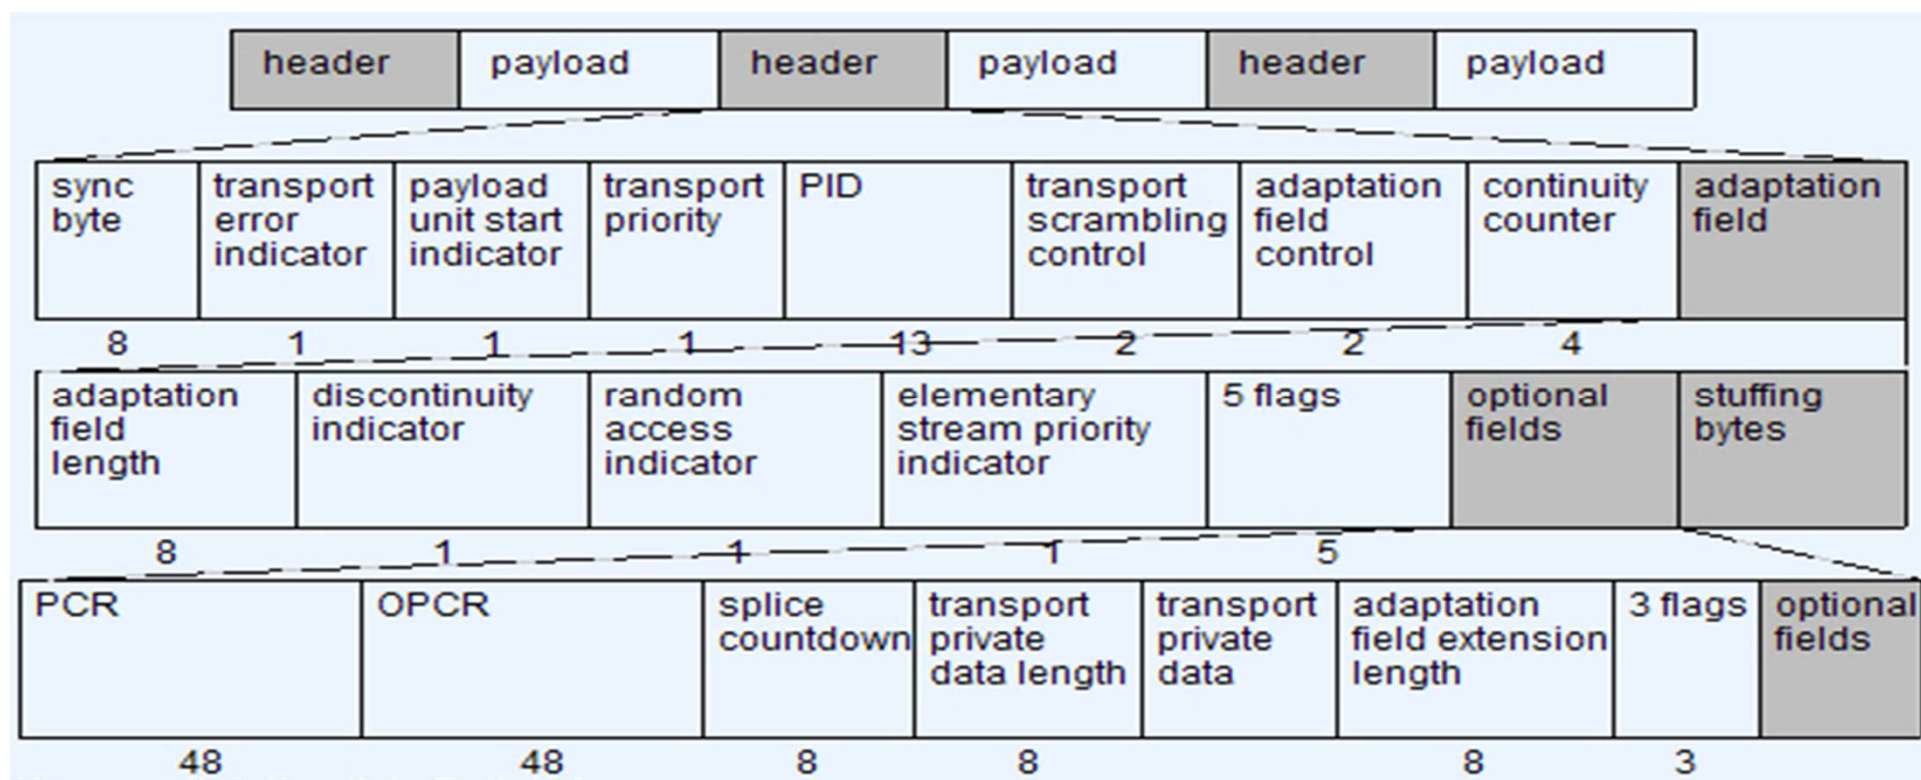 header payload header payload header payload
sync byte
transport error indicator
payload unit start indicator
transport priority
PID
transport scrambling control
adaptation field control
continuity counter
adaptation field
8 1 1 1 13 2 2 4
adaptation field length
discontinuity indicator
random access indicator
elementary stream priority indicator
5 flags
optional fields
stuffing bytes
8 1 1 1 5
PCR
OPCR
splice countdown
transport private data length
transport private data
adaptation field extension length
3 flags
optional fields
48 48 8 8 8 3